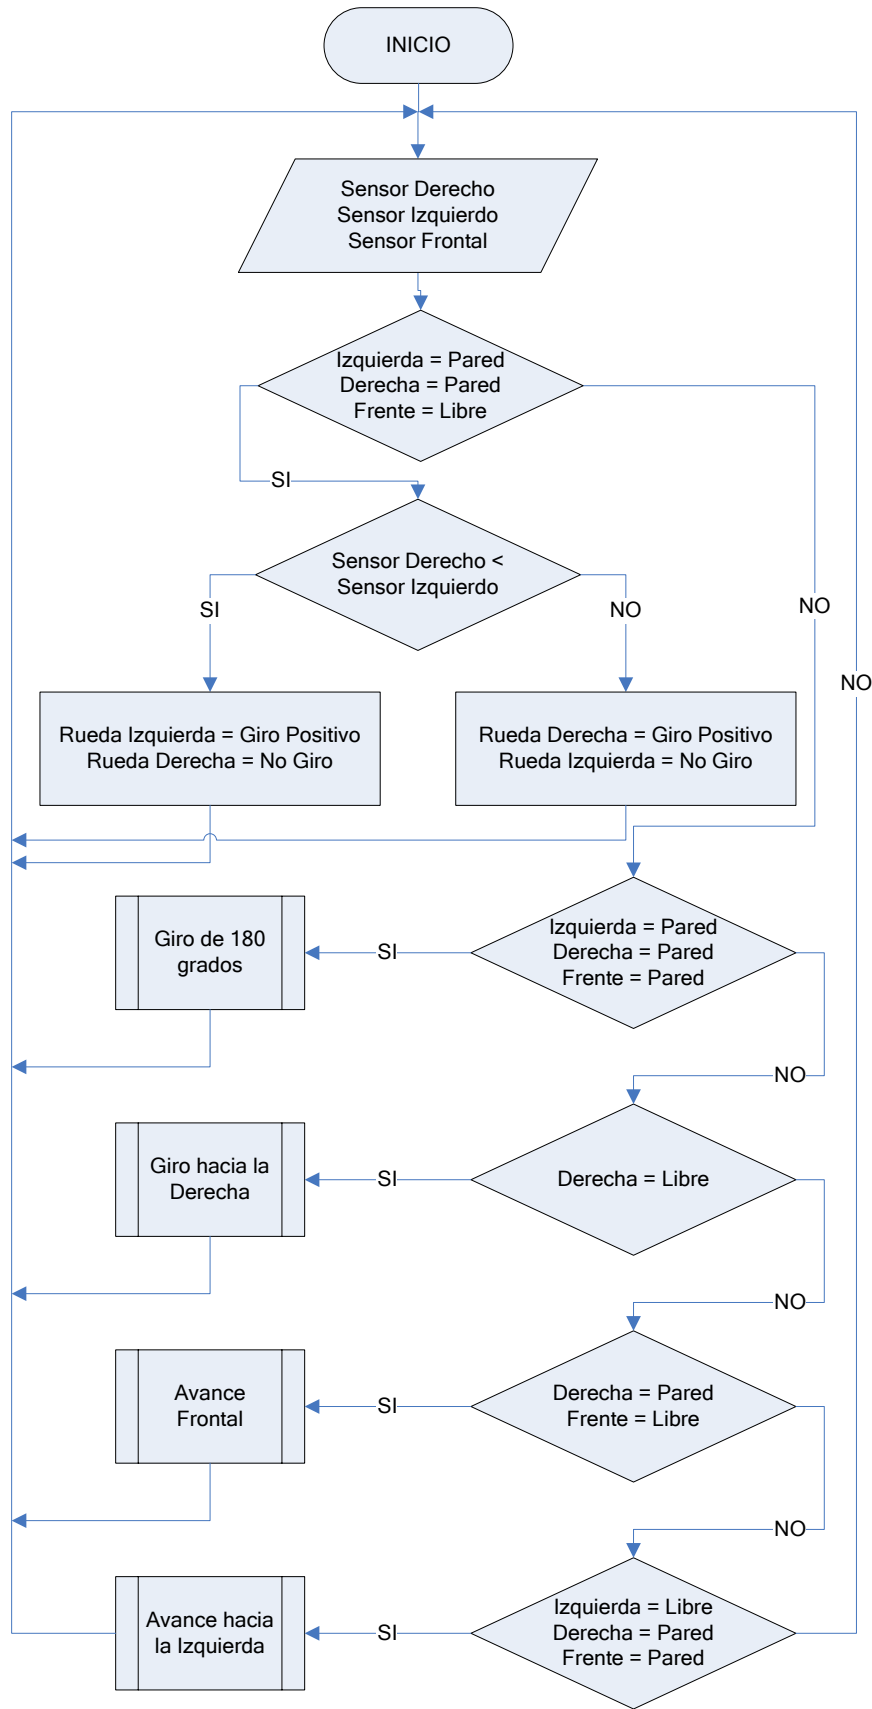 INICIO
Sensor Derecho
Sensor Izquierdo
Sensor Frontal
Izquierda = Pared
Derecha = Pared
Frente = Libre
SI
Sensor Derecho <
Sensor Izquierdo
SI
NO
NO
NO
Rueda Izquierda = Giro Positivo
Rueda Derecha = No Giro
Rueda Derecha = Giro Positivo
Rueda Izquierda = No Giro
Izquierda = Pared
Derecha = Pared
Frente = Pared
SI
Giro de 180
grados
NO
Derecha = Libre
SI
Giro hacia la
Derecha
NO
Derecha = Pared
Frente = Libre
SI
Avance
Frontal
NO
Izquierda = Libre
Derecha = Pared
Frente = Pared
SI
Avance hacia
la Izquierda